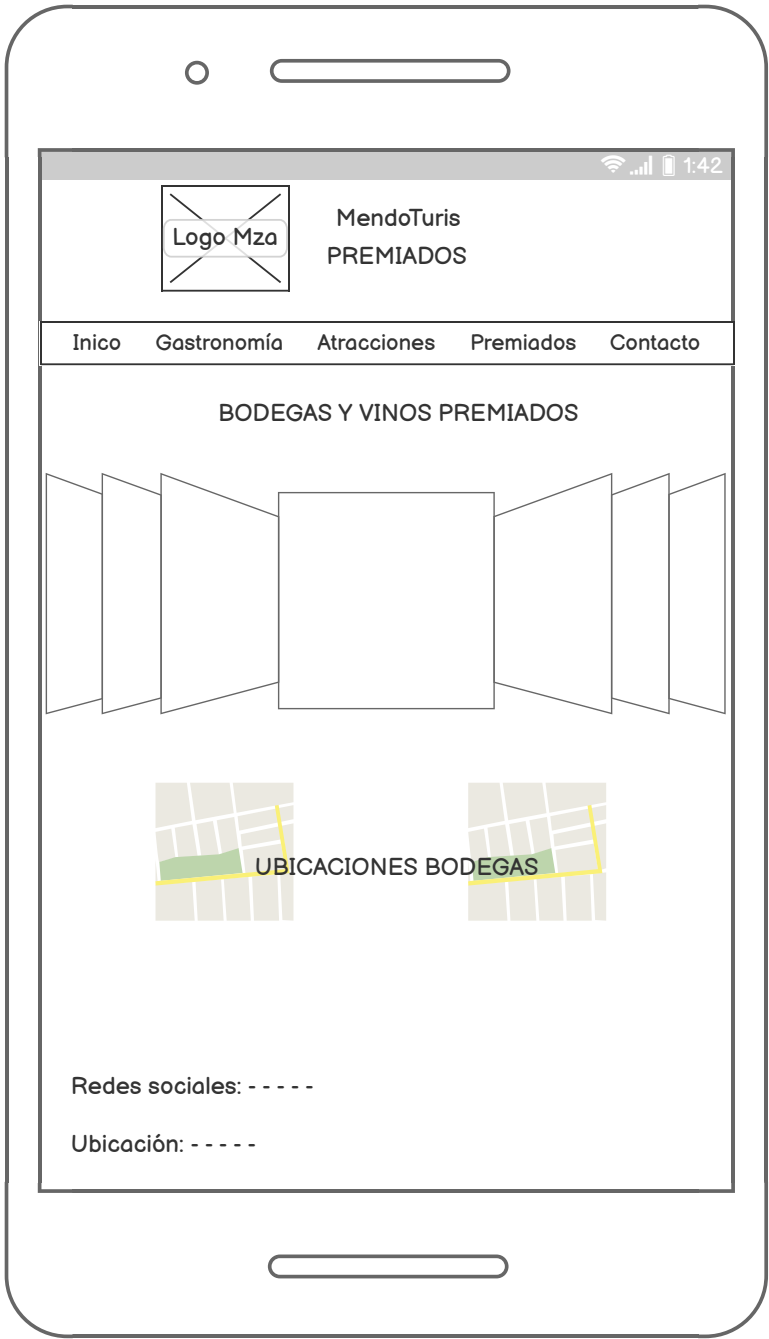 1:42
Logo Mza
MendoTuris
PREMIADOS
Inico Gastronomía Atracciones Premiados Contacto
BODEGAS Y VINOS PREMIADOS
UBICACIONES BODEGAS
Redes sociales: - - - - -
Ubicación: - - - - -